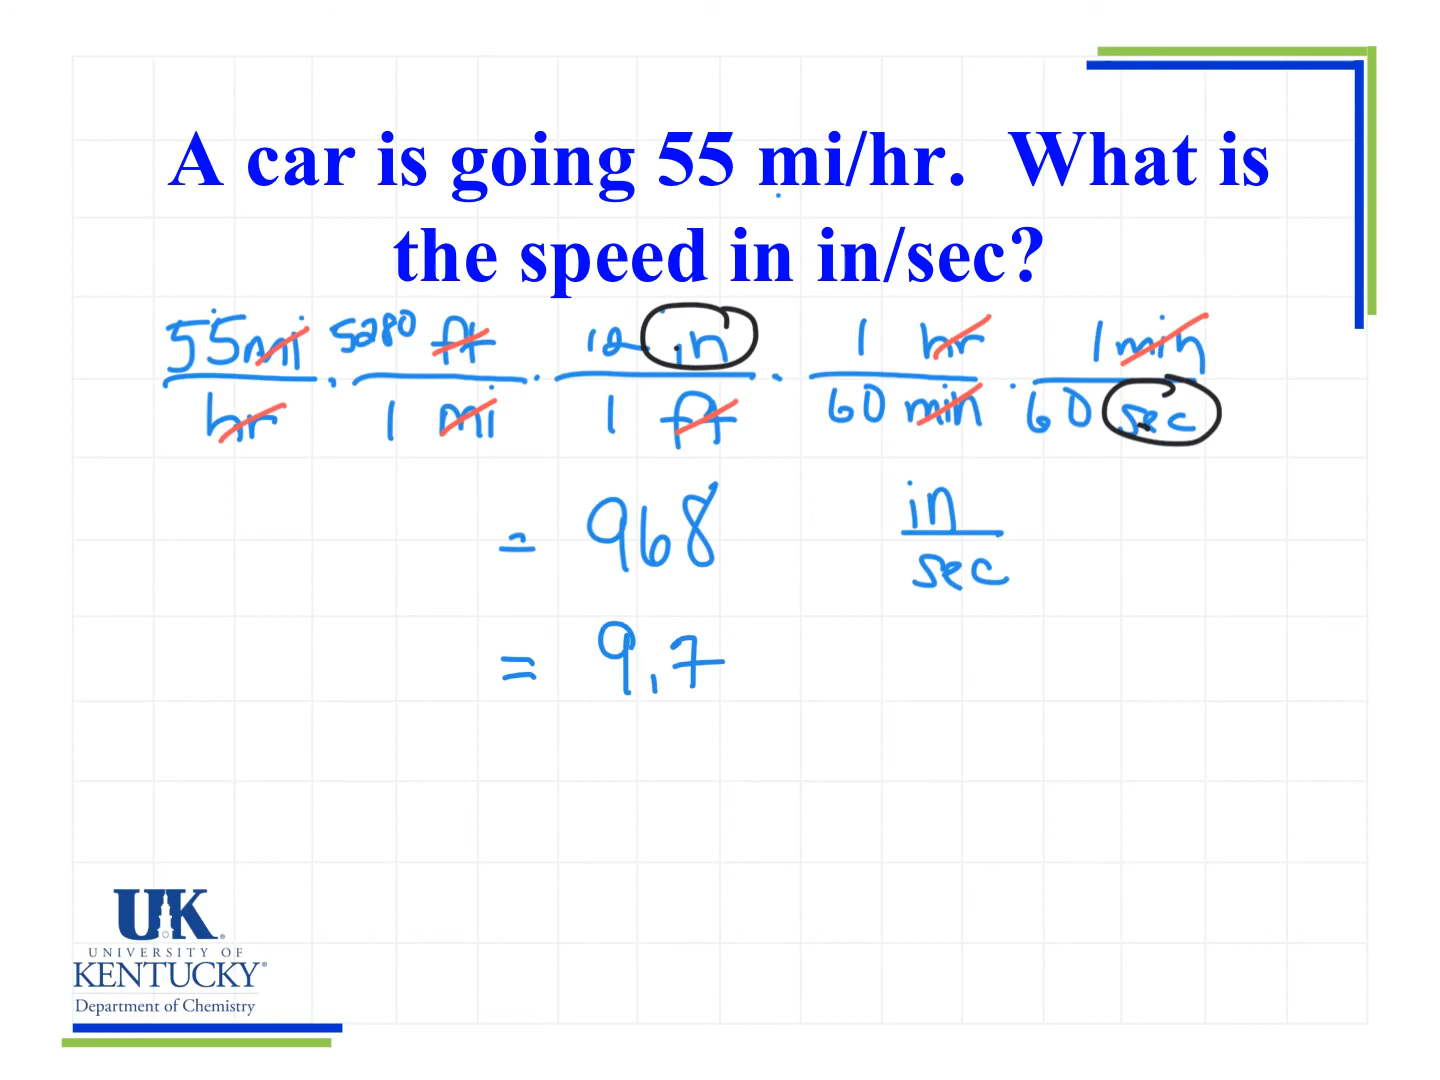 A car is going 55 mi/hr. What is
the speed in in/sec?
55mi/hr · 5280 ft/1 mi · 12 in/1 ft · 1 hr/60 min · 1 min/60 sec
= 968 in/sec
= 9.7
UK
UNIVERSITY OF
KENTUCKY®
Department of Chemistry